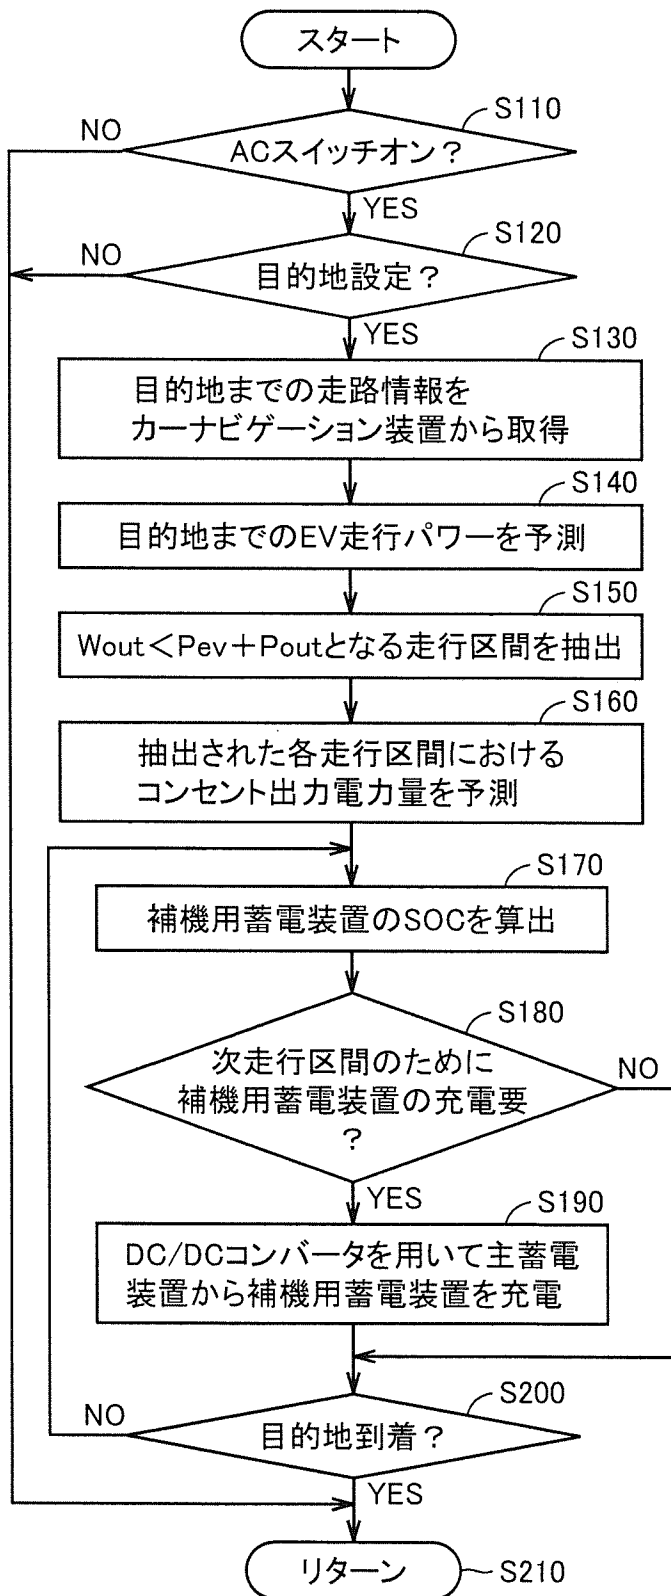 スタート
S110
NO
ACスイッチオン？
YES
S120
NO
目的地設定？
YES
S130
目的地までの走路情報を
カーナビゲーション装置から取得
S140
目的地までのEV走行パワーを予測
S150
Wout＜Pev＋Poutとなる走行区間を抽出
S160
抽出された各走行区間における
コンセント出力電力量を予測
S170
補機用蓄電装置のSOCを算出
S180
次走行区間のために
補機用蓄電装置の充電要
？
NO
YES
S190
DC/DCコンバータを用いて主蓄電
装置から補機用蓄電装置を充電
S200
NO
目的地到着？
YES
リターン
S210